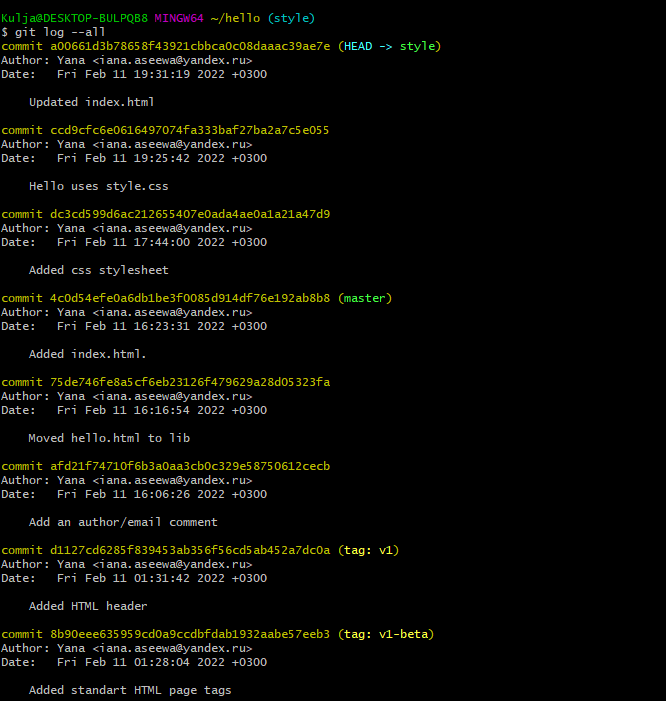 Kulja@DESKTOP-BULPQB8 MINGW64 ~/hello (style)
$ git log --all
commit a00661d3b78658f43921cbbca0c08daaac39ae7e (HEAD -> style)
Author: Yana <iana.aseewa@yandex.ru>
Date:   Fri Feb 11 19:31:19 2022 +0300
    Updated index.html
commit ccd9cfc6e0616497074fa333baf27ba2a7c5e055
Author: Yana <iana.aseewa@yandex.ru>
Date:   Fri Feb 11 19:25:42 2022 +0300
    Hello uses style.css
commit dc3cd599d6ac212655407e0ada4ae0a1a21a47d9
Author: Yana <iana.aseewa@yandex.ru>
Date:   Fri Feb 11 17:44:00 2022 +0300
    Added css stylesheet
commit 4c0d54efe0a6db1be3f0085d914df76e192ab8b8 (master)
Author: Yana <iana.aseewa@yandex.ru>
Date:   Fri Feb 11 16:23:31 2022 +0300
    Added index.html.
commit 75de746fe8a5cf6eb23126f479629a28d05323fa
Author: Yana <iana.aseewa@yandex.ru>
Date:   Fri Feb 11 16:16:54 2022 +0300
    Moved hello.html to lib
commit afd21f74710f6b3a0aa3cb0c329e58750612cecb
Author: Yana <iana.aseewa@yandex.ru>
Date:   Fri Feb 11 16:06:26 2022 +0300
    Add an author/email comment
commit d1127cd6285f839453ab356f56cd5ab452a7dc0a (tag: v1)
Author: Yana <iana.aseewa@yandex.ru>
Date:   Fri Feb 11 01:31:42 2022 +0300
    Added HTML header
commit 8b90eee635959cd0a9ccdbfdab1932aabe57eeb3 (tag: v1-beta)
Author: Yana <iana.aseewa@yandex.ru>
Date:   Fri Feb 11 01:28:04 2022 +0300
    Added standart HTML page tags